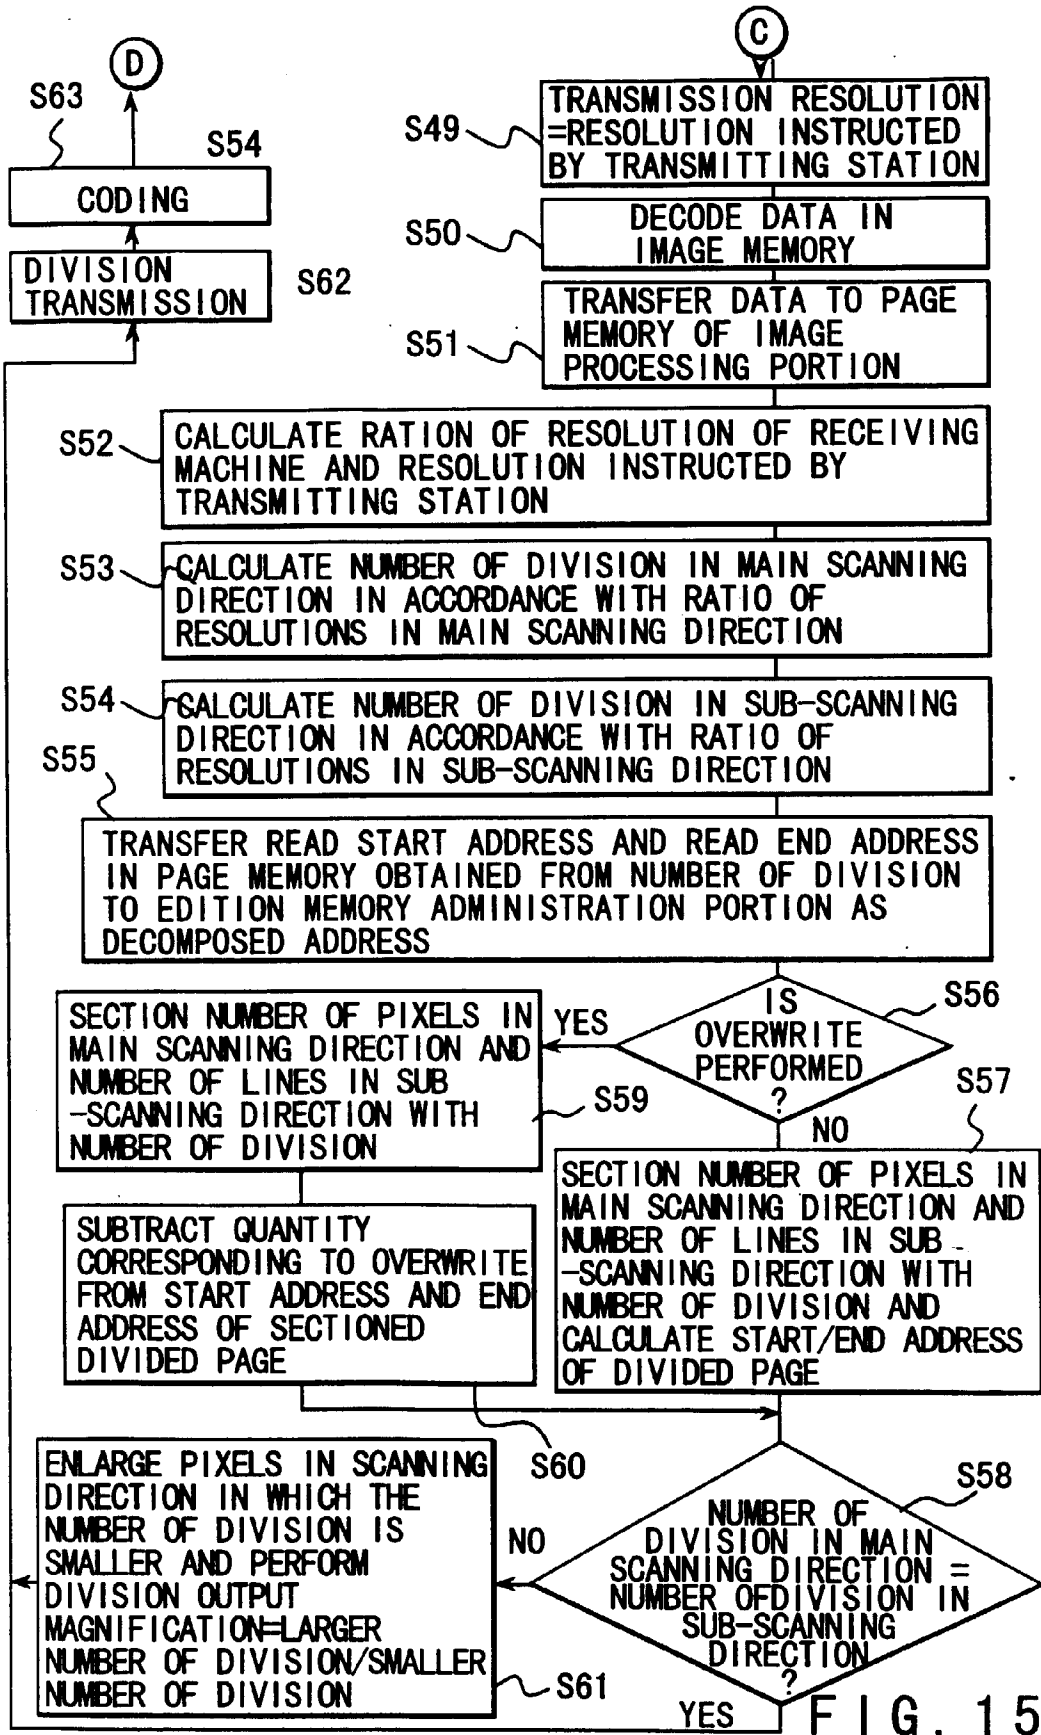 C
S49
TRANSMISSION RESOLUTION
=RESOLUTION INSTRUCTED
BY TRANSMITTING STATION
S50
DECODE DATA IN
IMAGE MEMORY
S51
TRANSFER DATA TO PAGE
MEMORY OF IMAGE
PROCESSING PORTION
S52
CALCULATE RATION OF RESOLUTION OF RECEIVING
MACHINE AND RESOLUTION INSTRUCTED BY
TRANSMITTING STATION
S53
CALCULATE NUMBER OF DIVISION IN MAIN SCANNING
DIRECTION IN ACCORDANCE WITH RATIO OF
RESOLUTIONS IN MAIN SCANNING DIRECTION
S54
CALCULATE NUMBER OF DIVISION IN SUB-SCANNING
DIRECTION IN ACCORDANCE WITH RATIO OF
RESOLUTIONS IN SUB-SCANNING DIRECTION
S55
TRANSFER READ START ADDRESS AND READ END ADDRESS
IN PAGE MEMORY OBTAINED FROM NUMBER OF DIVISION
TO EDITION MEMORY ADMINISTRATION PORTION AS
DECOMPOSED ADDRESS
S56
IS
OVERWRITE
PERFORMED
?
YES
NO
S59
SECTION NUMBER OF PIXELS IN
MAIN SCANNING DIRECTION AND
NUMBER OF LINES IN SUB
-SCANNING DIRECTION WITH
NUMBER OF DIVISION
S57
SECTION NUMBER OF PIXELS IN
MAIN SCANNING DIRECTION AND
NUMBER OF LINES IN SUB -
-SCANNING DIRECTION WITH
NUMBER OF DIVISION AND
CALCULATE START/END ADDRESS
OF DIVIDED PAGE
SUBTRACT QUANTITY
CORRESPONDING TO OVERWRITE
FROM START ADDRESS AND END
ADDRESS OF SECTIONED
DIVIDED PAGE
S60
S58
NUMBER OF
DIVISION IN MAIN
SCANNING DIRECTION =
NUMBER OFDIVISION IN
SUB-SCANNING
DIRECTION
?
NO
YES
ENLARGE PIXELS IN SCANNING
DIRECTION IN WHICH THE
NUMBER OF DIVISION IS
SMALLER AND PERFORM
DIVISION OUTPUT
MAGNIFICATION=LARGER
NUMBER OF DIVISION/SMALLER
NUMBER OF DIVISION
S61
DIVISION
TRANSMISSION
S62
CODING
S63
S54
D
FIG. 15